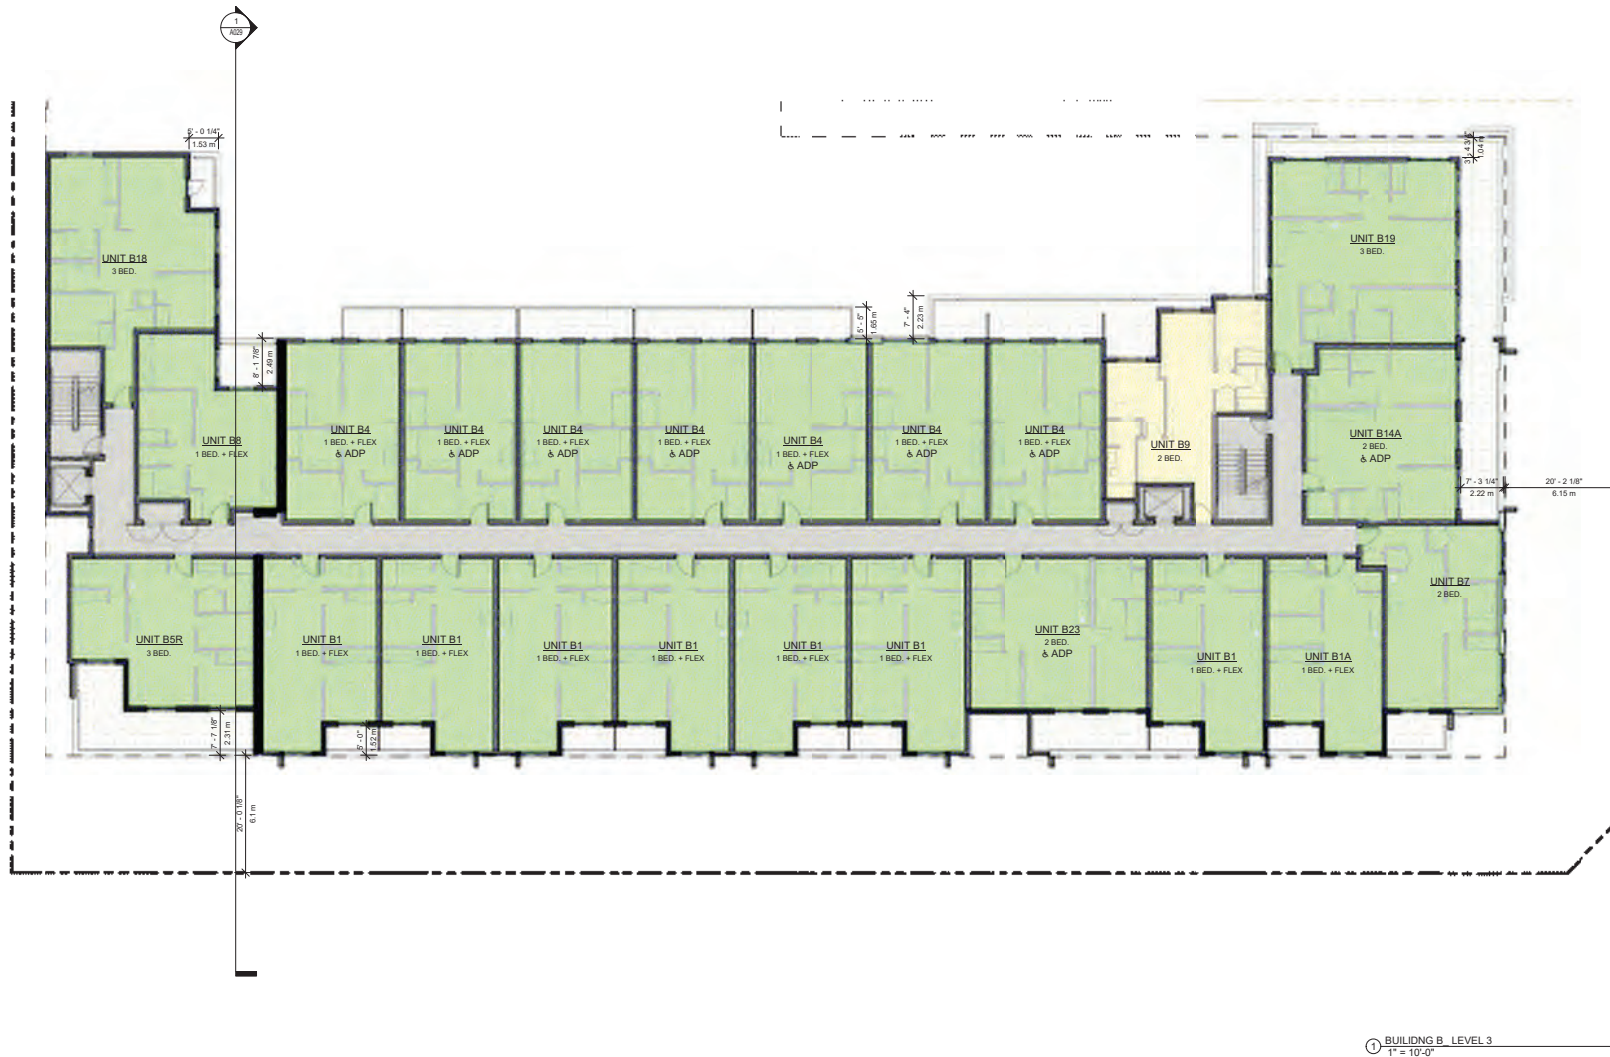 1
A029
5' - 0 1/4"
1.53 m
3' - 4 3/4"
1.04 m
UNIT B18
3 BED.
UNIT B19
3 BED.
8' - 1 7/8"
2.49 m
5' - 5"
1.65 m
7' - 4"
2.23 m
UNIT B8
1 BED. + FLEX
UNIT B4
1 BED. + FLEX
♿ ADP
UNIT B4
1 BED. + FLEX
♿ ADP
UNIT B4
1 BED. + FLEX
♿ ADP
UNIT B4
1 BED. + FLEX
♿ ADP
UNIT B4
1 BED. + FLEX
♿ ADP
UNIT B4
1 BED. + FLEX
♿ ADP
UNIT B4
1 BED. + FLEX
♿ ADP
UNIT B9
2 BED.
UNIT B14A
2 BED.
♿ ADP
7' - 3 1/4"
2.22 m
20' - 2 1/8"
6.15 m
UNIT B5R
3 BED.
UNIT B1
1 BED. + FLEX
UNIT B1
1 BED. + FLEX
UNIT B1
1 BED. + FLEX
UNIT B1
1 BED. + FLEX
UNIT B1
1 BED. + FLEX
UNIT B1
1 BED. + FLEX
UNIT B23
2 BED.
♿ ADP
UNIT B1
1 BED. + FLEX
UNIT B1A
1 BED. + FLEX
UNIT B7
2 BED.
7' - 7 1/8"
2.31 m
5' - 0"
1.52 m
20' - 0 1/8"
6.1 m
1
BUILIDNG B_ LEVEL 3
1" = 10'-0"